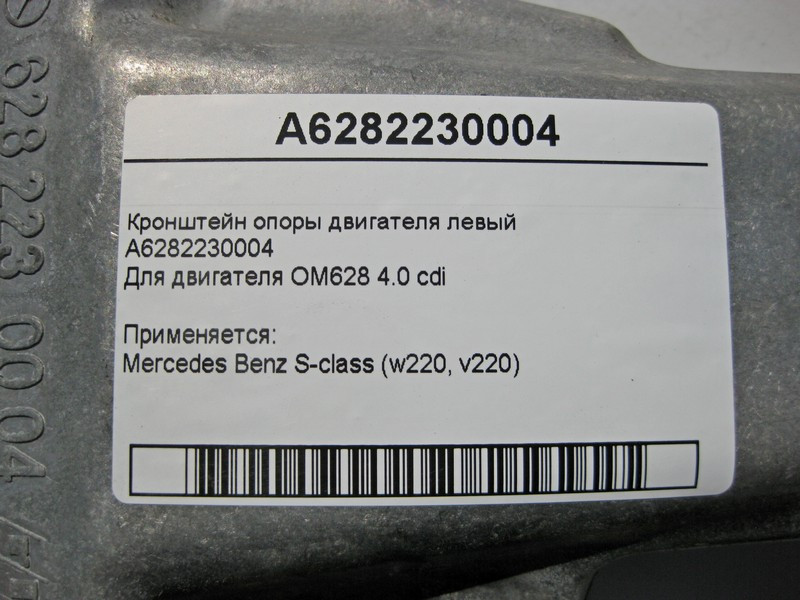 A6282230004
Кронштейн опоры двигателя левый
A6282230004
Для двигателя OM628 4.0 cdi
Применяется:
Mercedes Benz S-class (w220, v220)
628 223 00 04